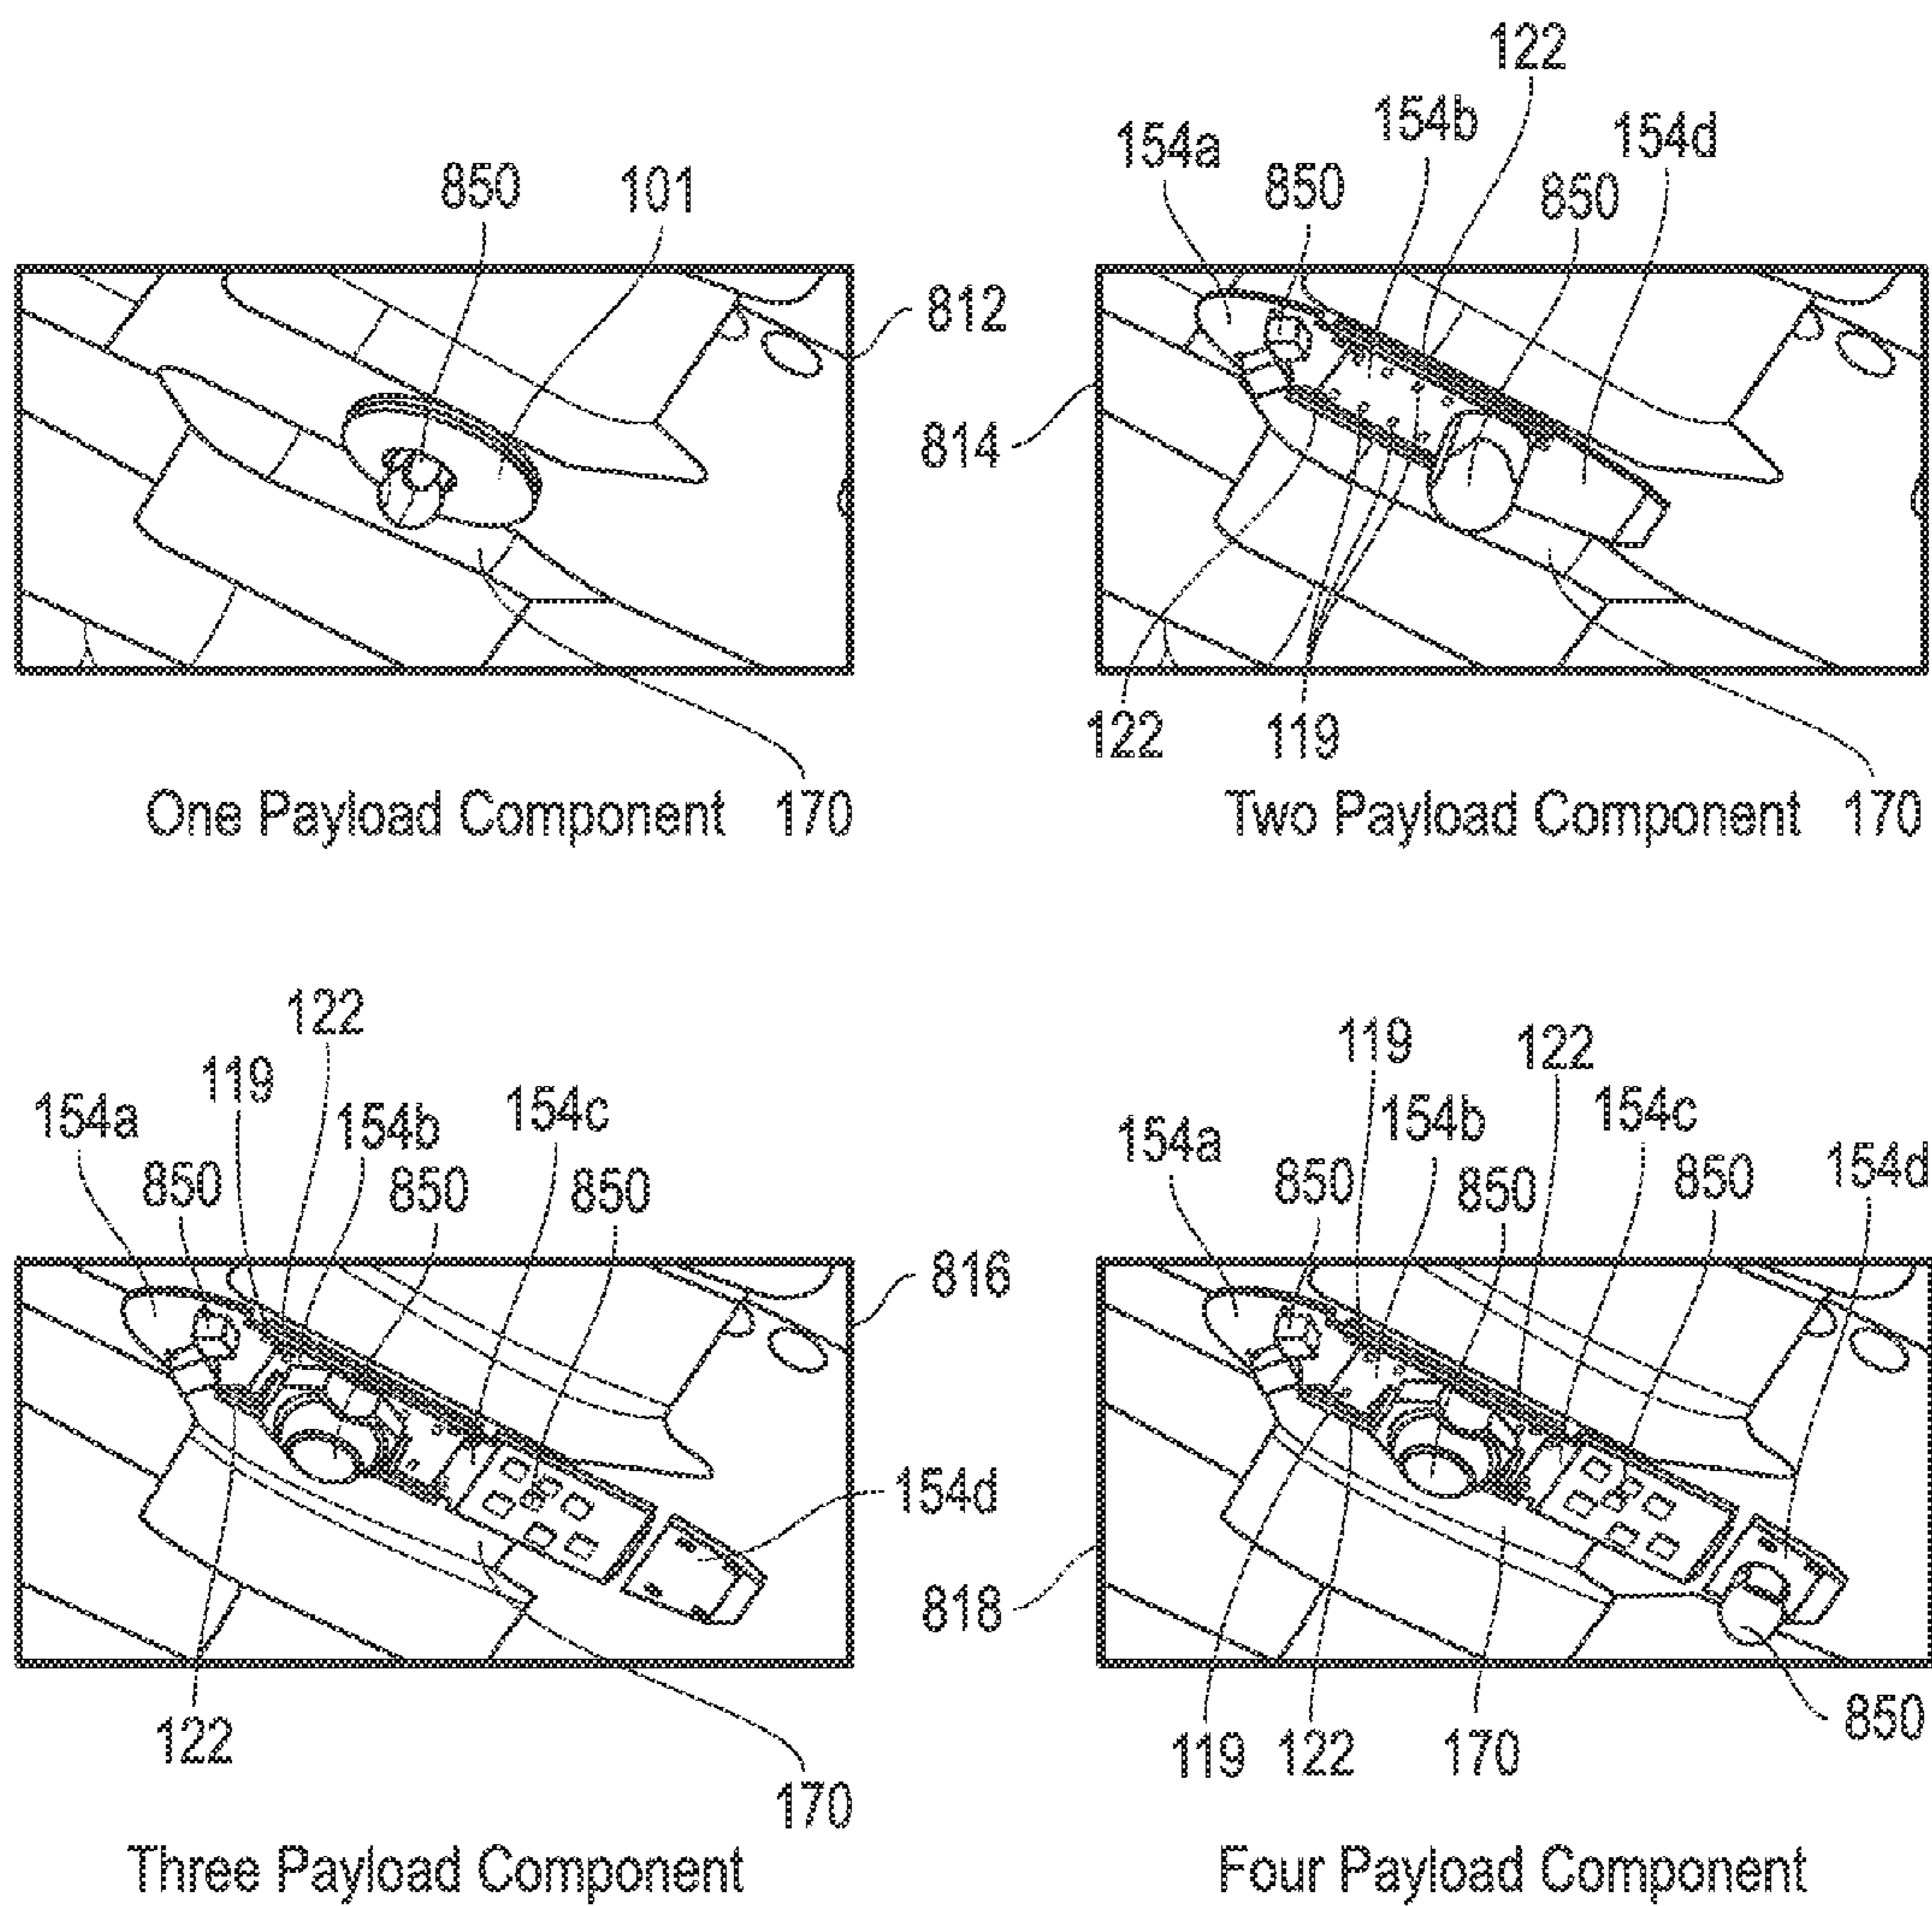 850 101
812
One Payload Component 170
122
154b
154a 154d
850 850
814
122 119
Two Payload Component 170
122
119
154a 154b 154c
850 850 850
816
154d
122
170
Three Payload Component
119 122
154a 154b 154c
154d
850 850 850
818
850
119 122 170
Four Payload Component